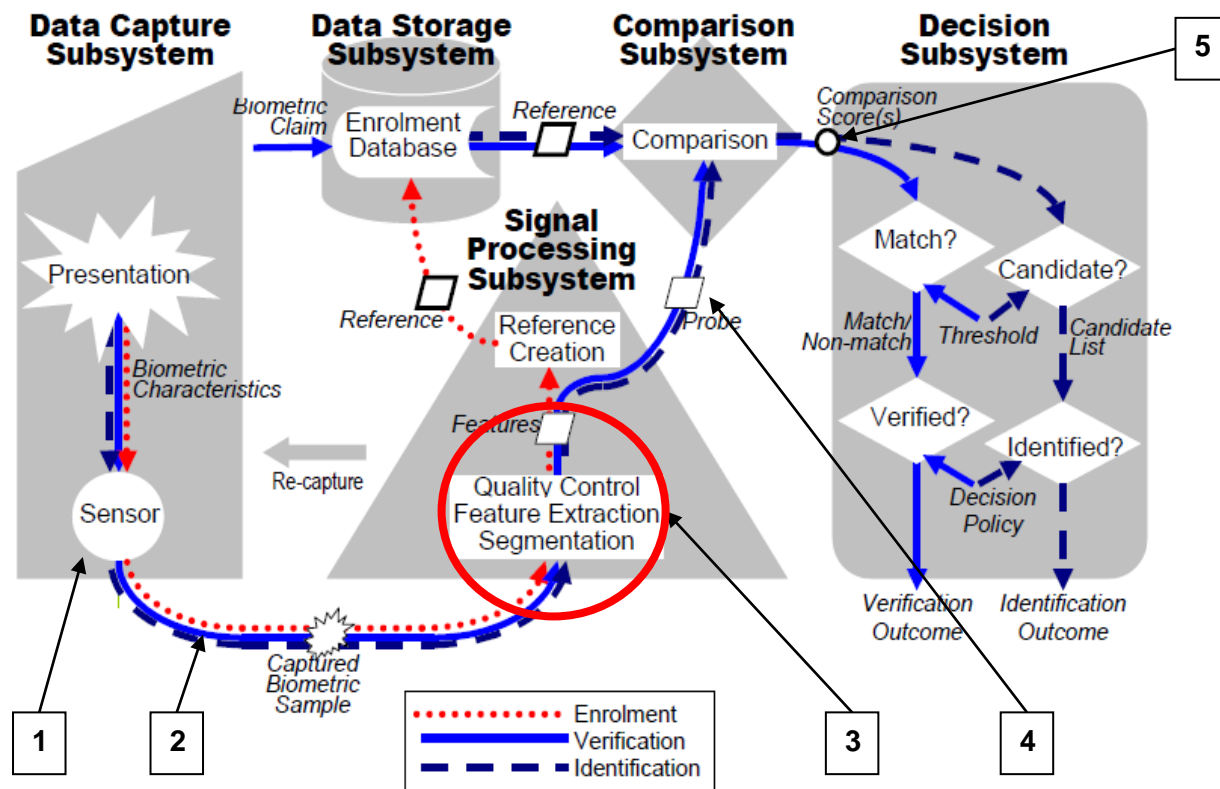 Data Capture
Subsystem
Data Storage
Subsystem
Comparison
Subsystem
Decision
Subsystem
5
Biometric
Claim
Enrolment
Database
Reference
Comparison
Comparison
Score(s)
Signal
Processing
Subsystem
Presentation
Match?
Candidate?
Reference
Reference
Creation
Probe
Match/
Non-match
Threshold
Candidate
List
Biometric
Characteristics
Features
Verified?
Identified?
Re-capture
Sensor
Quality Control
Feature Extraction
Segmentation
Decision
Policy
Verification
Outcome
Identification
Outcome
Captured
Biometric
Sample
1
2
3
4
Enrolment
Verification
Identification